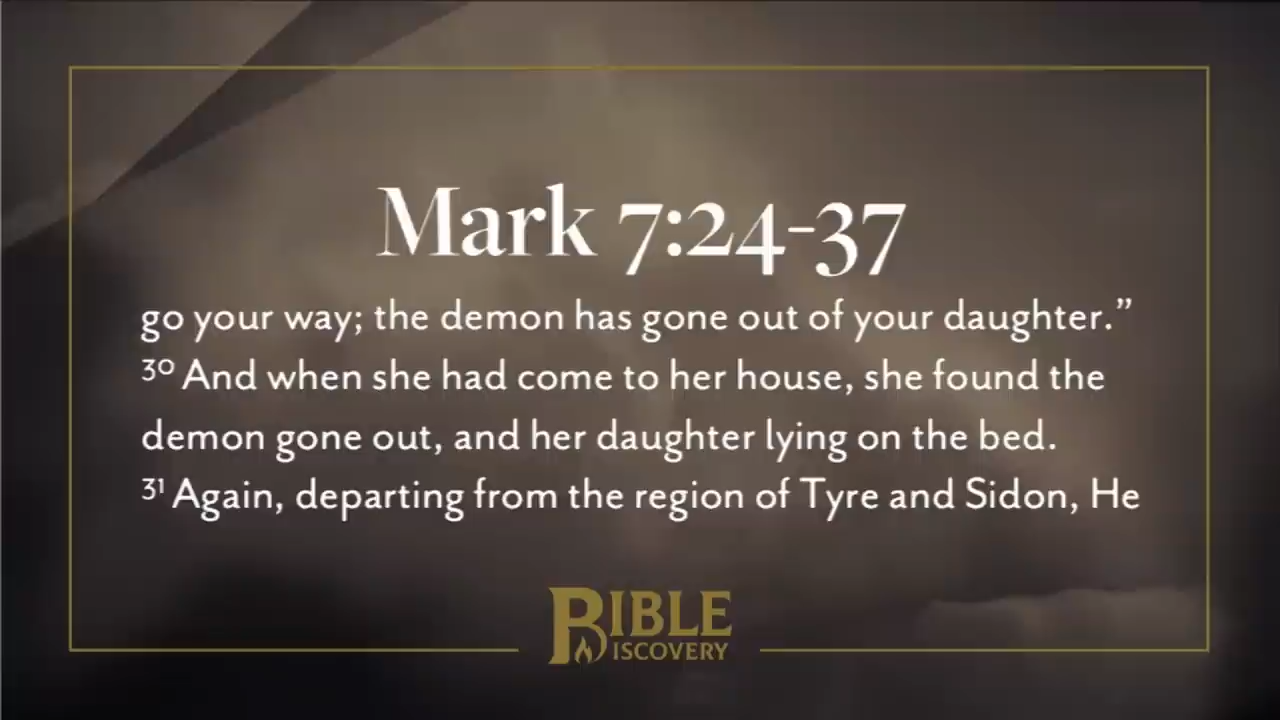 Mark 7:24-37
go your way; the demon has gone out of your daughter.”
³⁰ And when she had come to her house, she found the
demon gone out, and her daughter lying on the bed.
³¹ Again, departing from the region of Tyre and Sidon, He
BIBLE
DISCOVERY